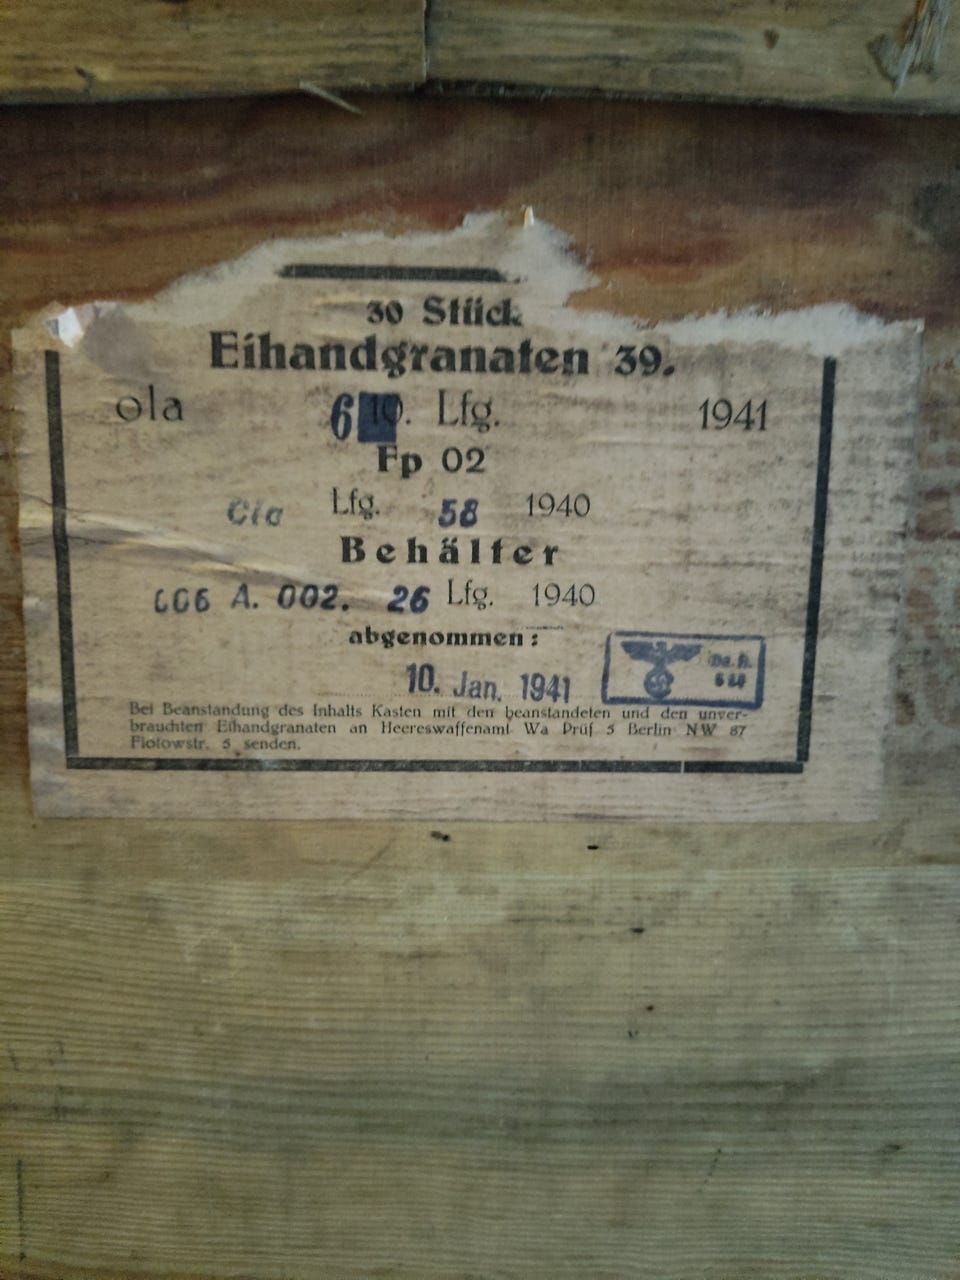 30 Stück
Eihandgranaten 39.
ola 6 10. Lfg. 1941
Fp 02
Lfg. 58 1940
Behälter
A. 002. 26 Lfg. 1940
abgenommen:
10. Jan. 1941
Bei Beanstandung des Inhalts Kasten mit den beanstandeten und den unver-
brauchten Eihandgranaten an Heereswaffenamt Wa Prüf 5 Berlin NW 87
Flotowstr. 5 senden.